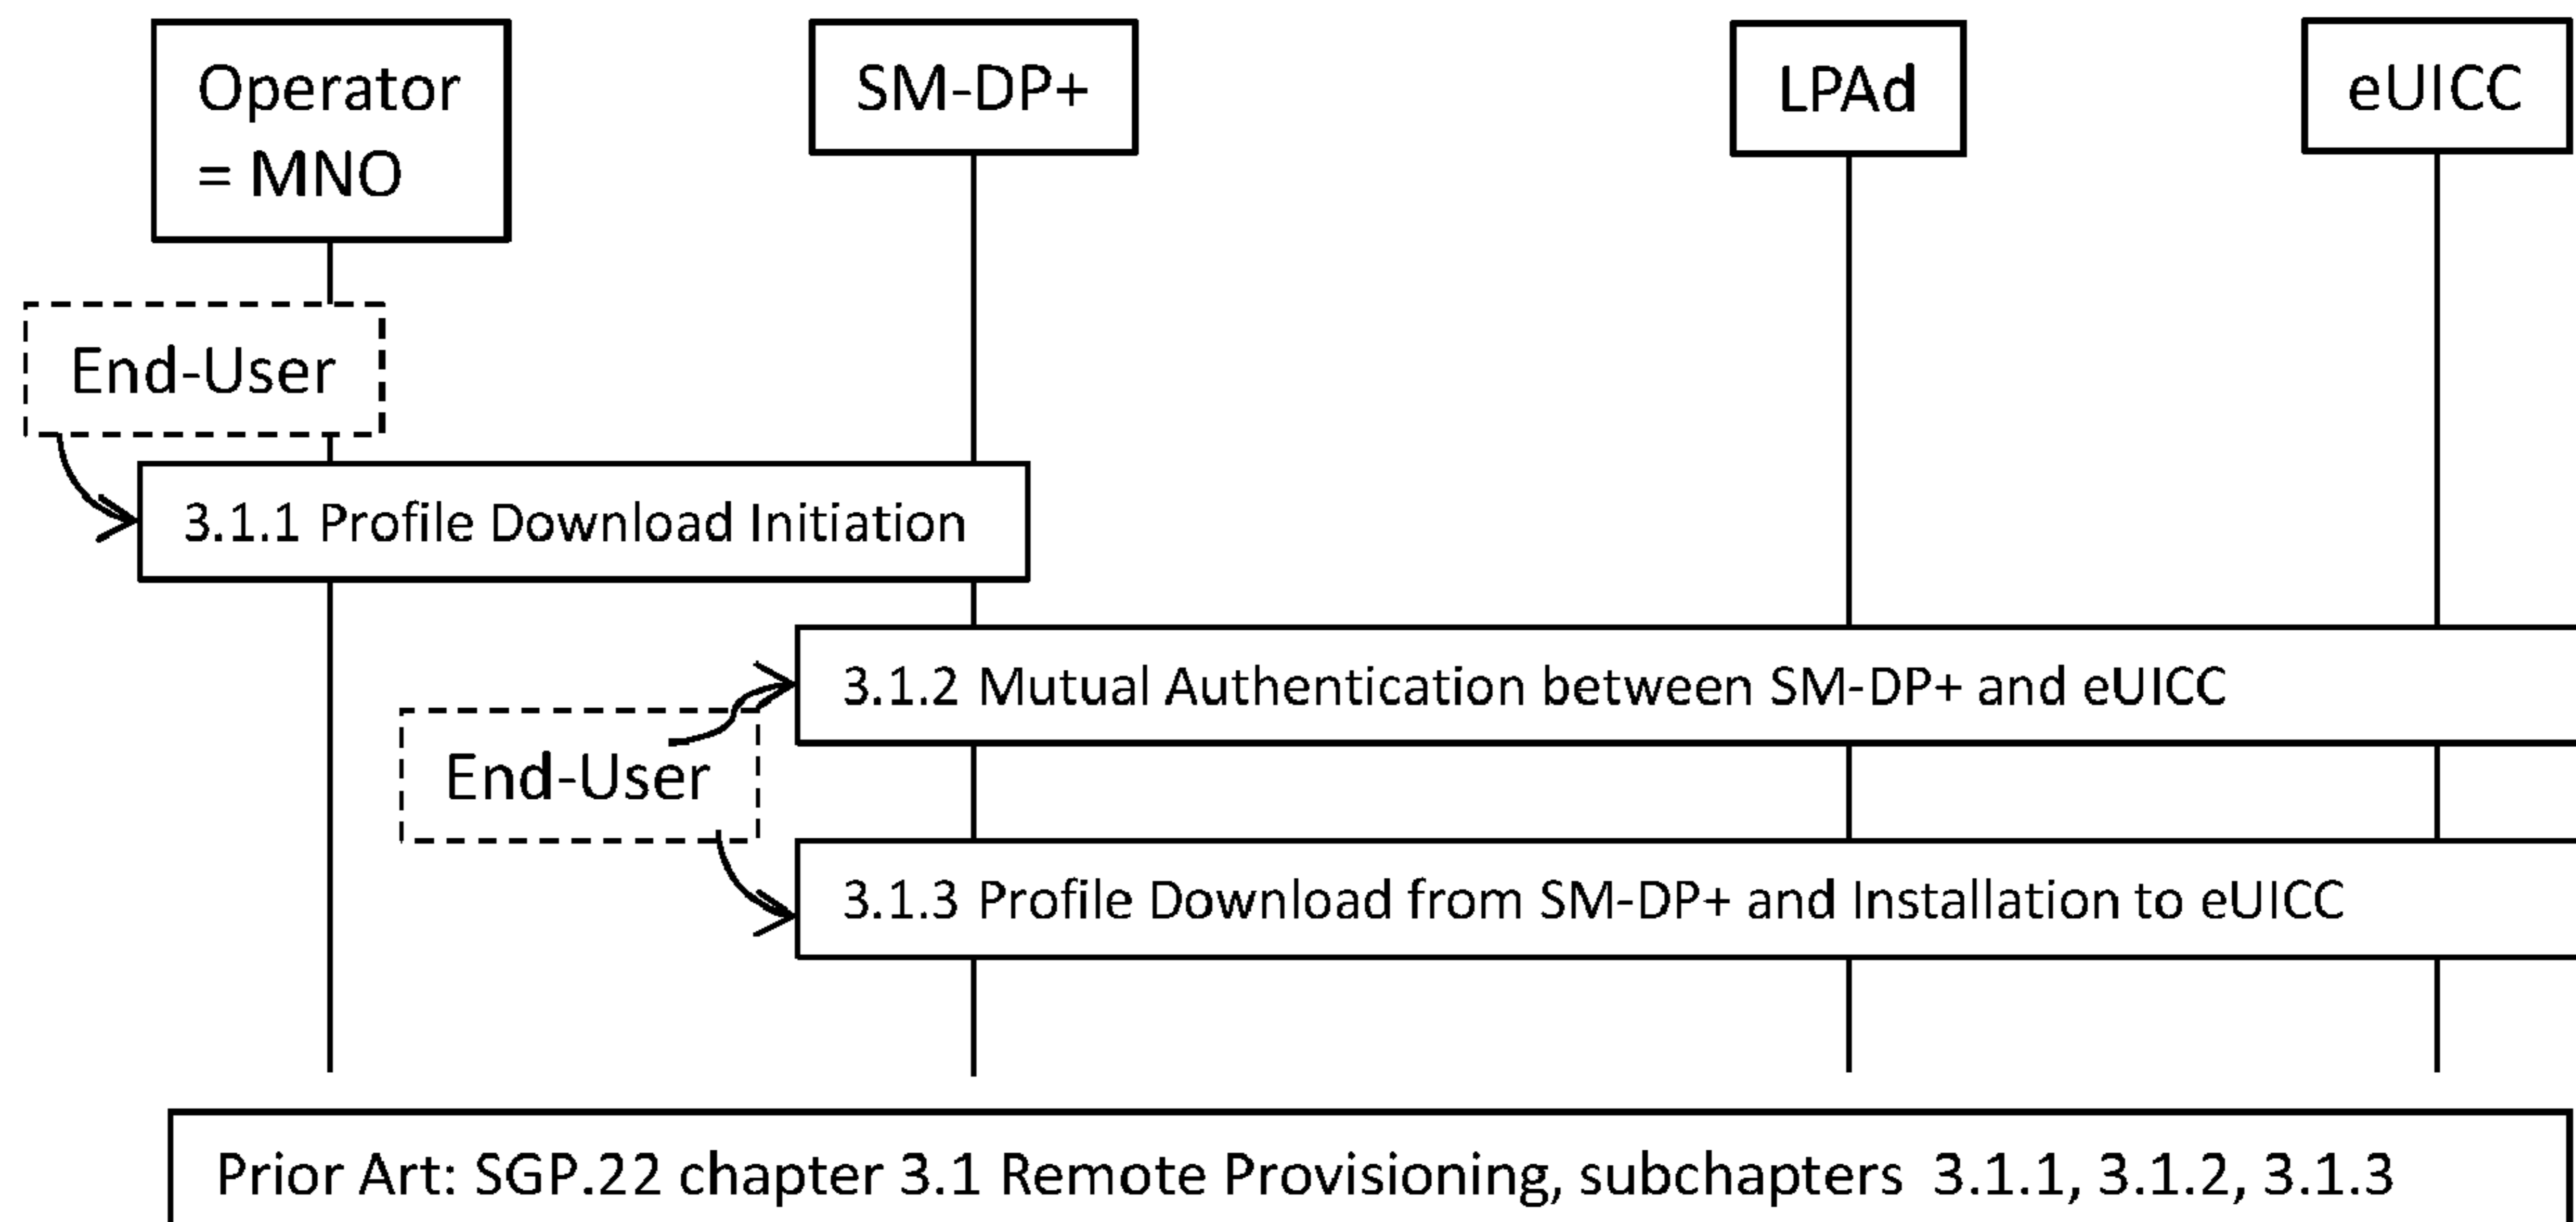 Operator
= MNO
SM-DP+
LPAd
eUICC
End-User
3.1.1 Profile Download Initiation
3.1.2 Mutual Authentication between SM-DP+ and eUICC
End-User
3.1.3 Profile Download from SM-DP+ and Installation to eUICC
Prior Art: SGP.22 chapter 3.1 Remote Provisioning, subchapters 3.1.1, 3.1.2, 3.1.3